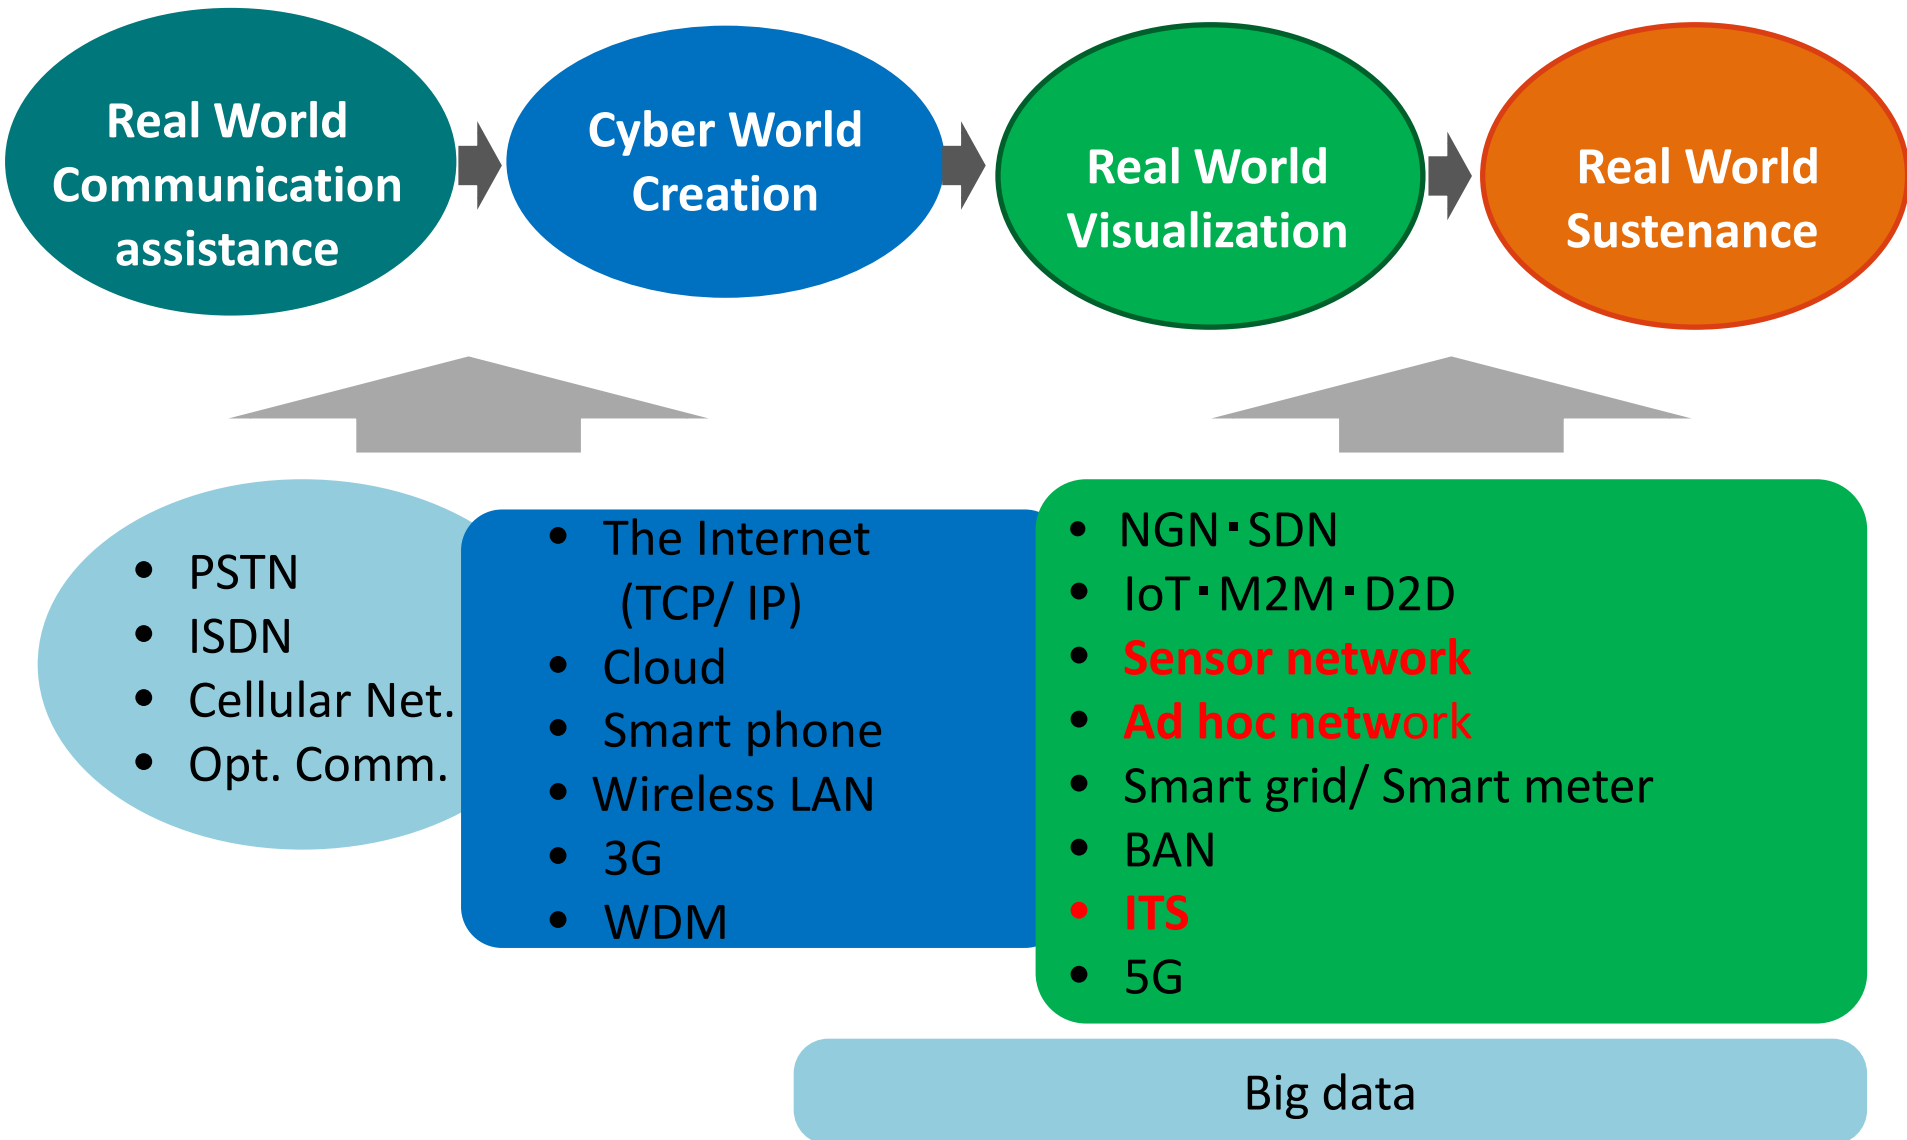 Real World
Communication
assistance
Cyber World
Creation
Real World
Visualization
Real World
Sustenance
• PSTN
• ISDN
• Cellular Net.
• Opt. Comm.
• The Internet
(TCP/ IP)
• Cloud
• Smart phone
• Wireless LAN
• 3G
• WDM
• NGN・SDN
• IoT・M2M・D2D
• Sensor network
• Ad hoc network
• Smart grid/ Smart meter
• BAN
• ITS
• 5G
Big data